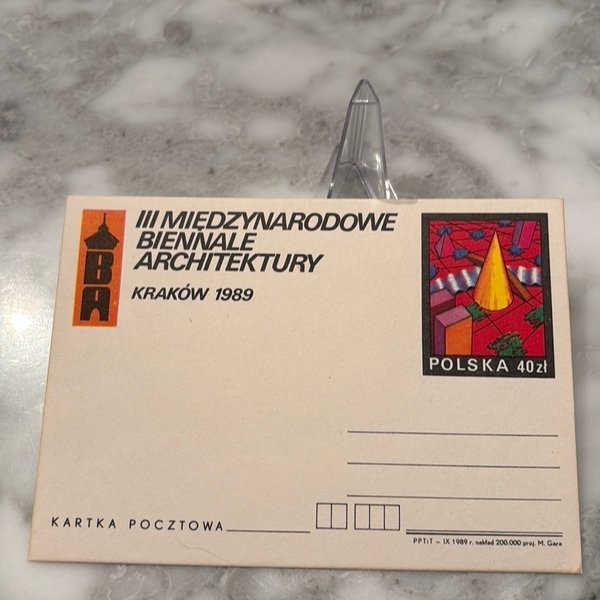 III MIĘDZYNARODOWE
BIENNALE
ARCHITEKTURY
KRAKÓW 1989
BA
POLSKA 40zł
KARTKA POCZTOWA
PPTiT – IX 1989 r. nakład 200.000 proj. M. Gara